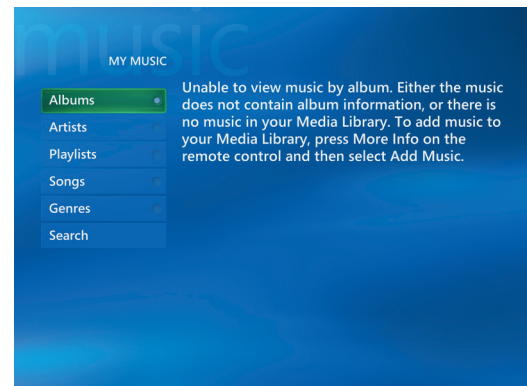 music
MY MUSIC
Albums
Artists
Playlists
Songs
Genres
Search
Unable to view music by album. Either the music
does not contain album information, or there is
no music in your Media Library. To add music to
your Media Library, press More Info on the
remote control and then select Add Music.